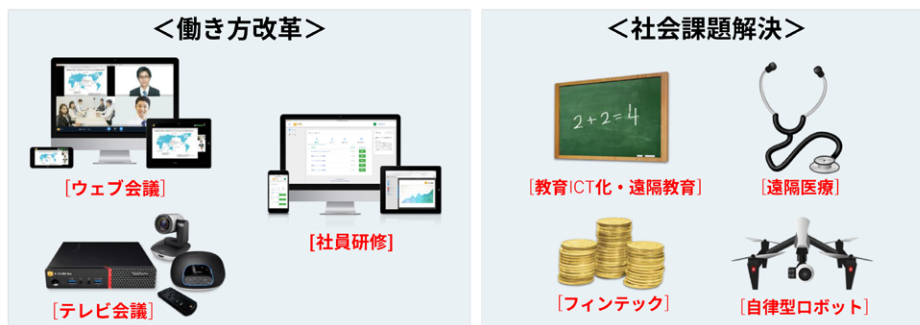 ＜働き方改革＞
[ウェブ会議]
[社員研修]
[テレビ会議]
＜社会課題解決＞
2+2=4
[教育ICT化・遠隔教育]
[遠隔医療]
[フィンテック]
[自律型ロボット]